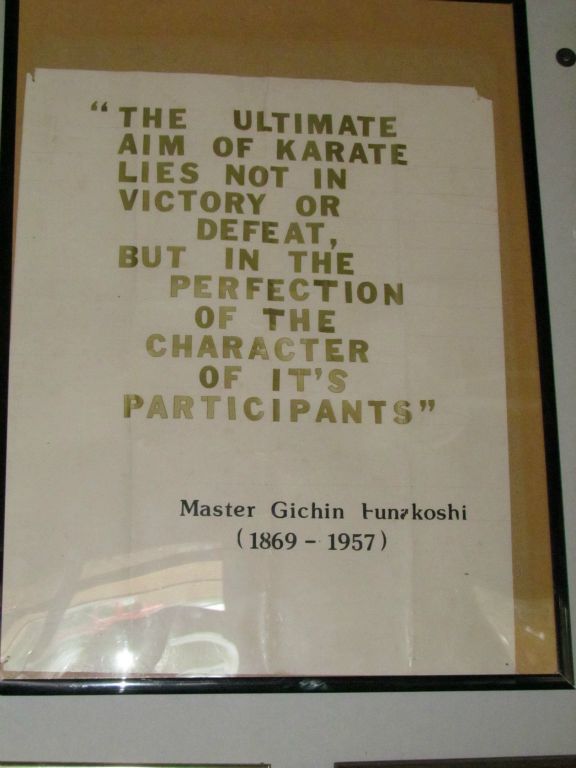 “THE ULTIMATE
AIM OF KARATE
LIES NOT IN
VICTORY OR
DEFEAT,
BUT IN THE
PERFECTION
OF THE
CHARACTER
OF IT'S
PARTICIPANTS”
Master Gichin Funakoshi
(1869 - 1957)